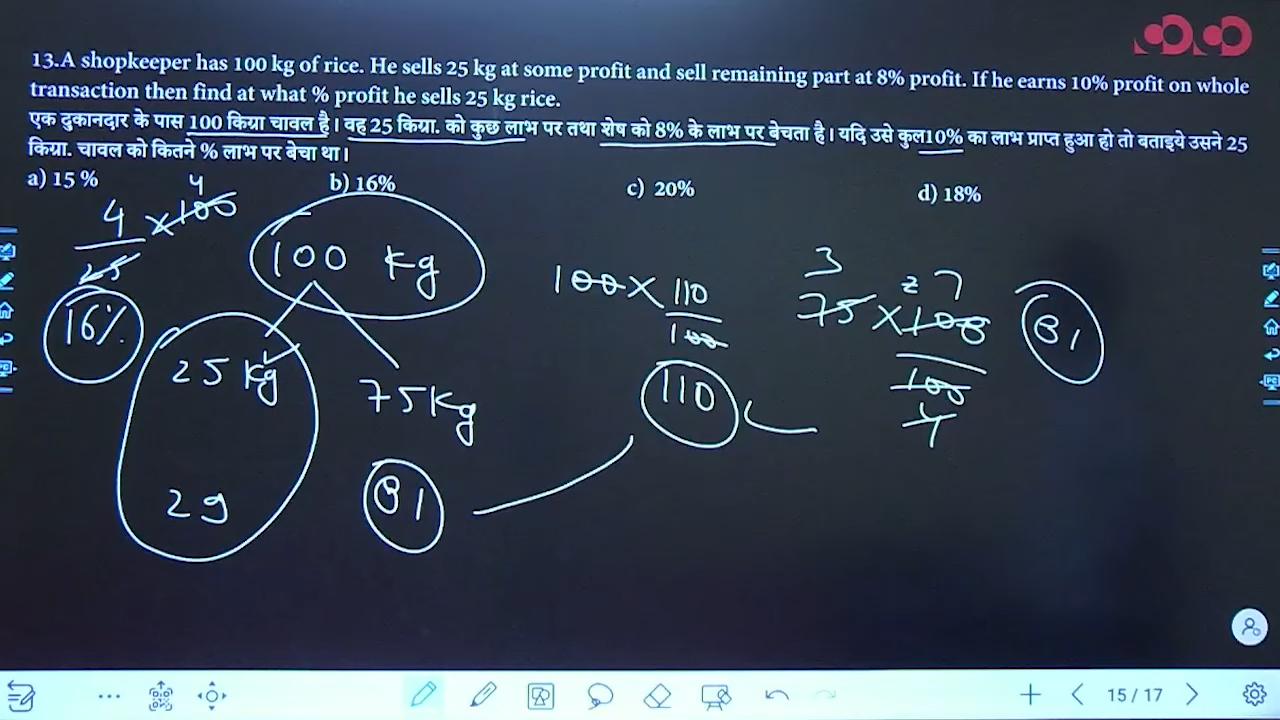 13.A shopkeeper has 100 kg of rice. He sells 25 kg at some profit and sell remaining part at 8% profit. If he earns 10% profit on whole
transaction then find at what % profit he sells 25 kg rice.
एक दुकानदार के पास 100 किग्रा चावल है। वह 25 किग्रा. को कुछ लाभ पर तथा शेष को 8% के लाभ पर बेचता है। यदि उसे कुल10% का लाभ प्राप्त हुआ हो तो बताइये उसने 25
किग्रा. चावल को कितने % लाभ पर बेचा था।
a) 15 % b) 16% c) 20% d) 18%
4
4 ×100
25
16%
100 Kg
25 Kg 75Kg
29 81
100 × 110
100
110
3 27
75 × 108 81
100
4
15 / 17